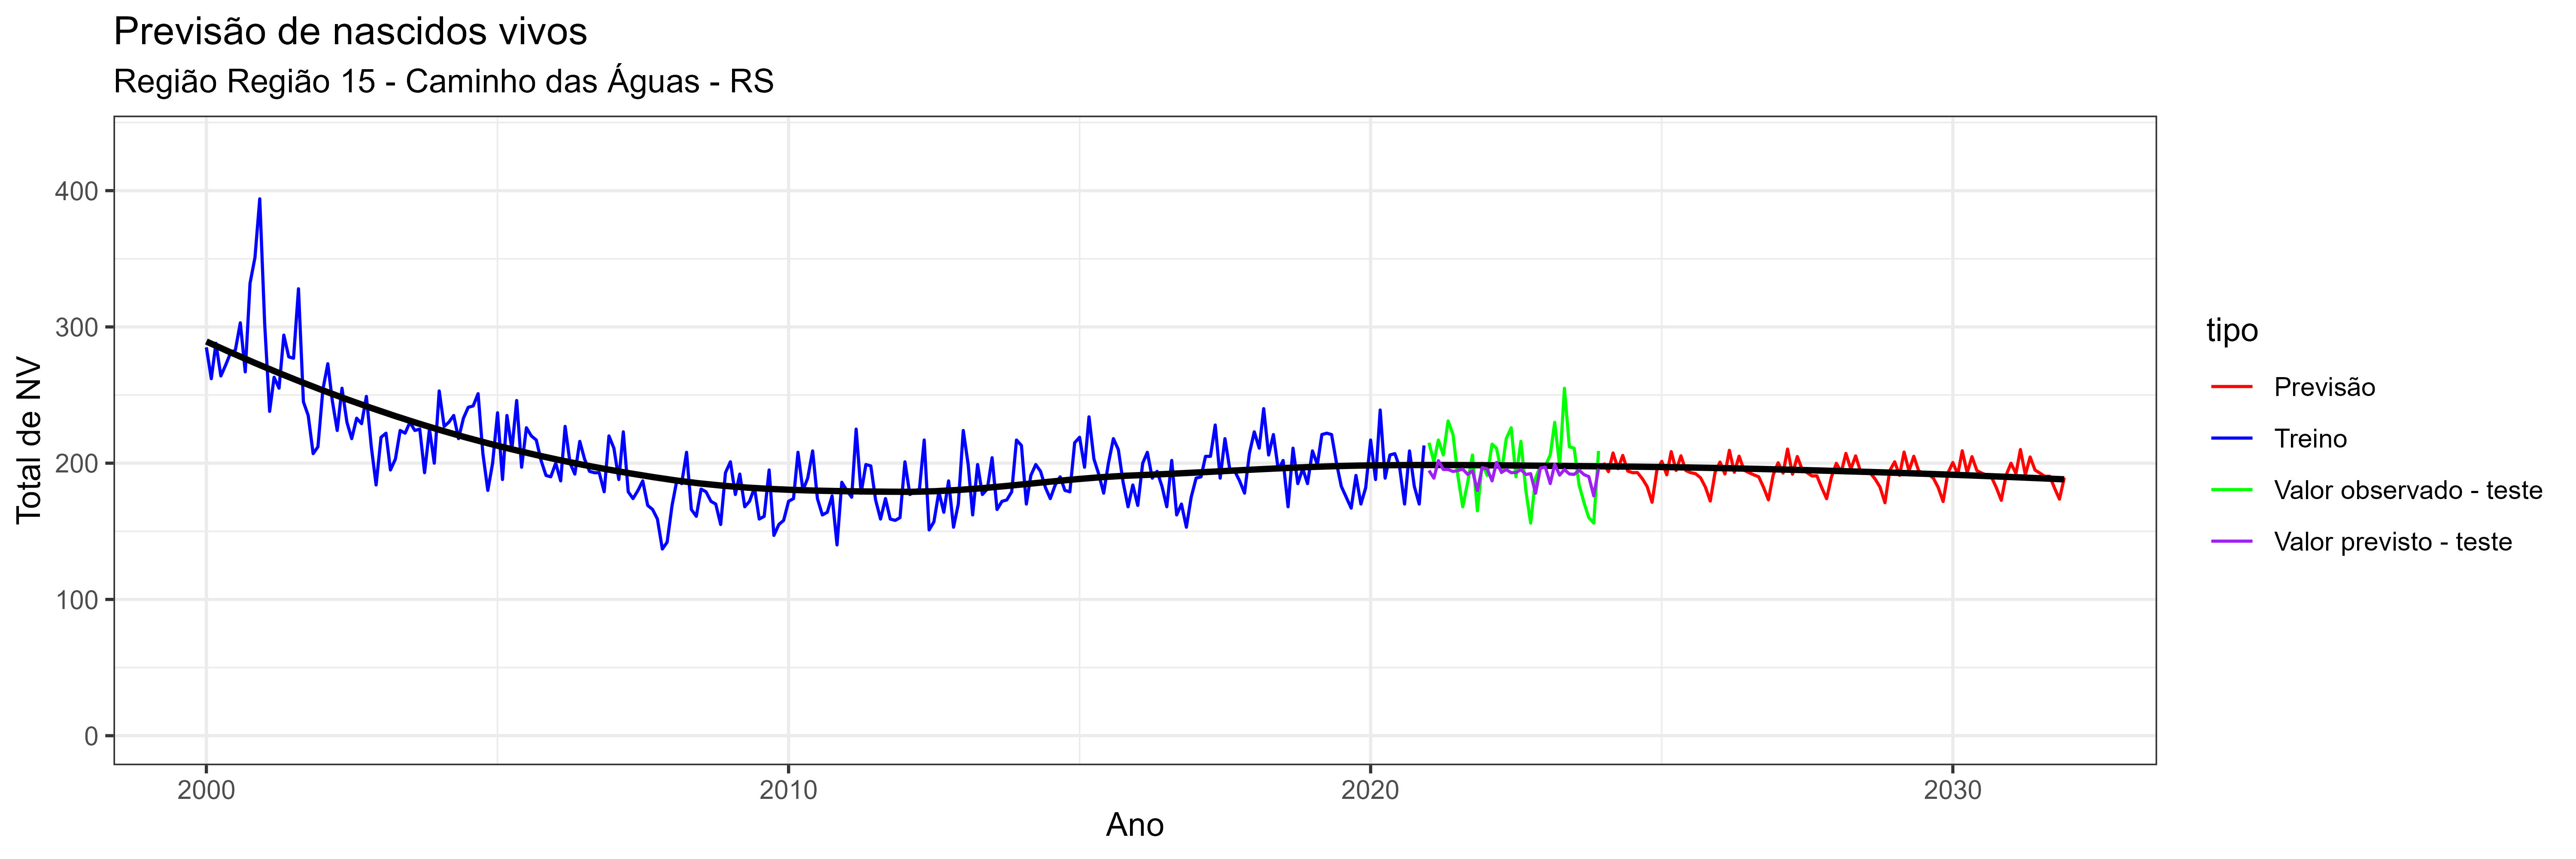 Previsão de nascidos vivos
Região Região 15 - Caminho das Águas - RS
Total de NV
400
300
200
100
0
2000
2010
2020
2030
Ano
tipo
Previsão
Treino
Valor observado - teste
Valor previsto - teste